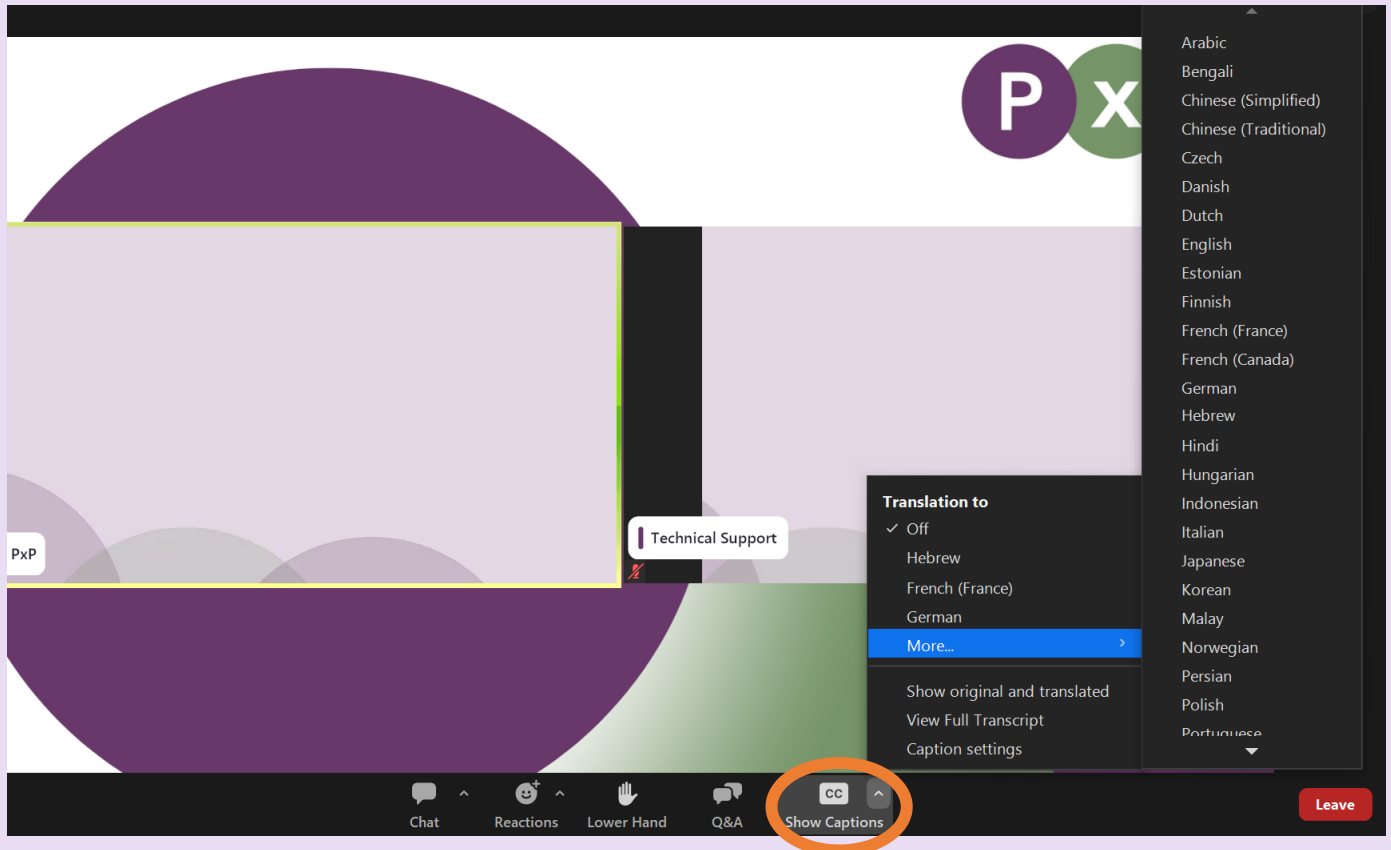 P x
PxP
Technical Support
Translation to
Off
Hebrew
French (France)
German
More...
Show original and translated
View Full Transcript
Caption settings
Arabic
Bengali
Chinese (Simplified)
Chinese (Traditional)
Czech
Danish
Dutch
English
Estonian
Finnish
French (France)
French (Canada)
German
Hebrew
Hindi
Hungarian
Indonesian
Italian
Japanese
Korean
Malay
Norwegian
Persian
Polish
Portuguese
Chat
Reactions
Lower Hand
Q&A
CC
Show Captions
Leave